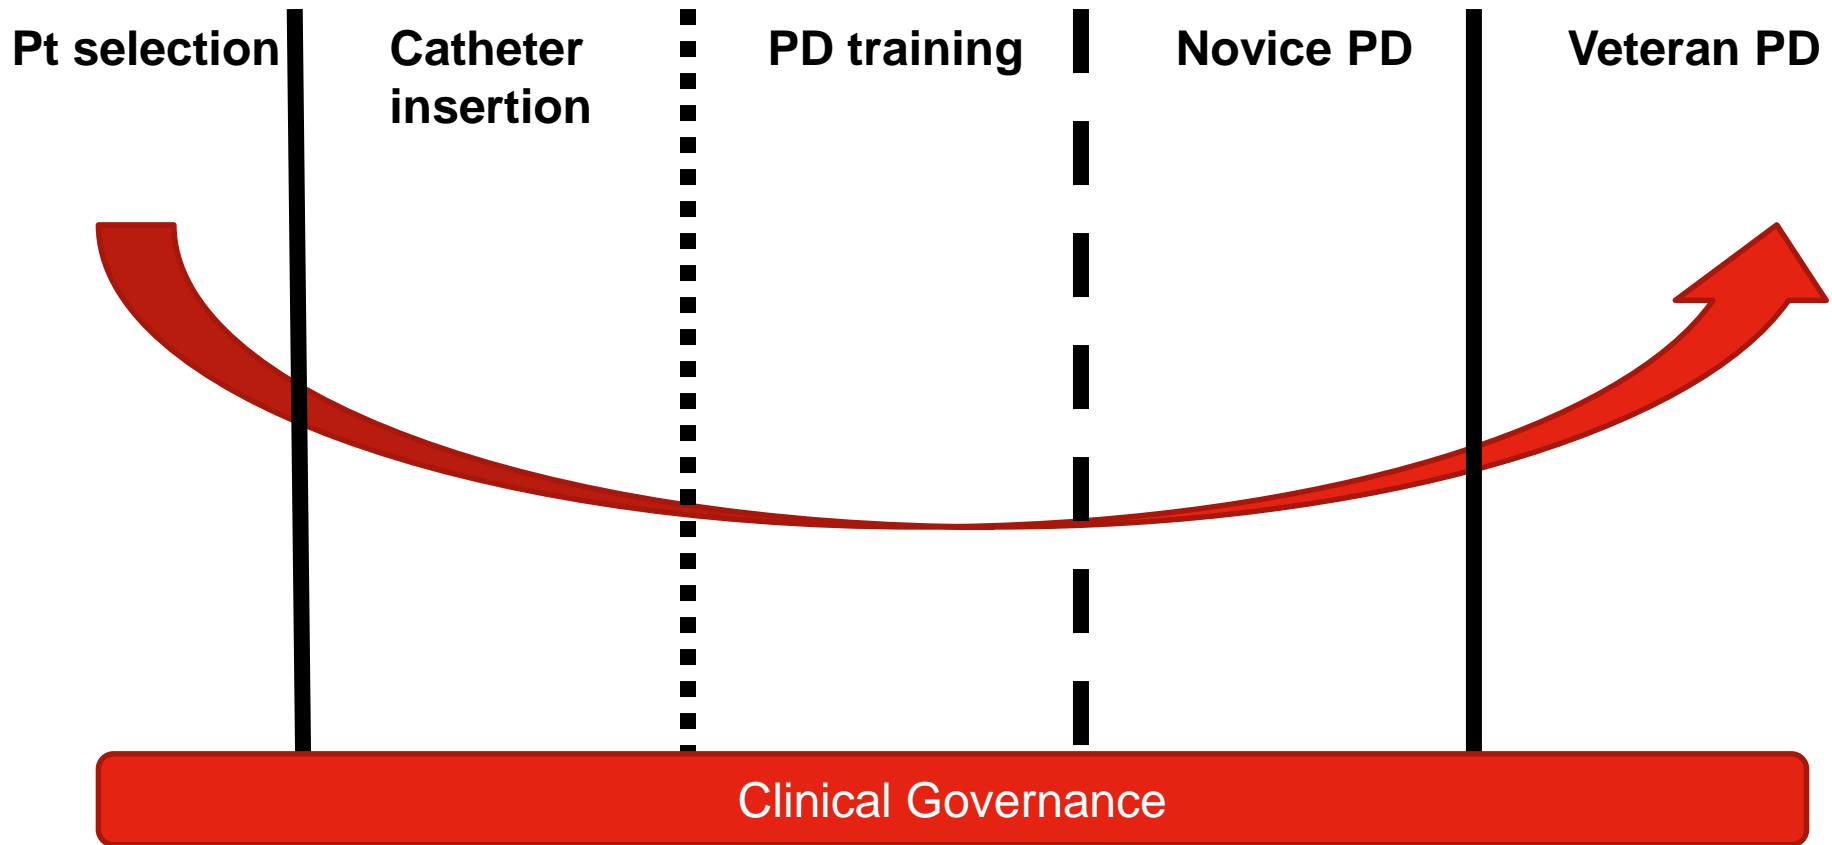 Pt selection
Catheter
insertion
PD training
Novice PD
Veteran PD
Clinical Governance